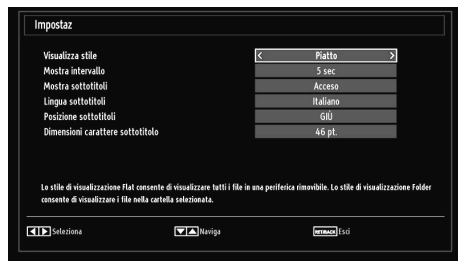 Impostaz
Visualizza stile < Piatto >
Mostra intervallo 5 sec
Mostra sottotitoli Acceso
Lingua sottotitoli Italiano
Posizione sottotitoli GIÙ
Dimensioni carattere sottotitolo 46 pt.
Lo stile di visualizzazione Flat consente di visualizzare tutti i file in una periferica rimovibile. Lo stile di visualizzazione Folder
consente di visualizzare i file nella cartella selezionata.
Seleziona Naviga RET/BACK Esci